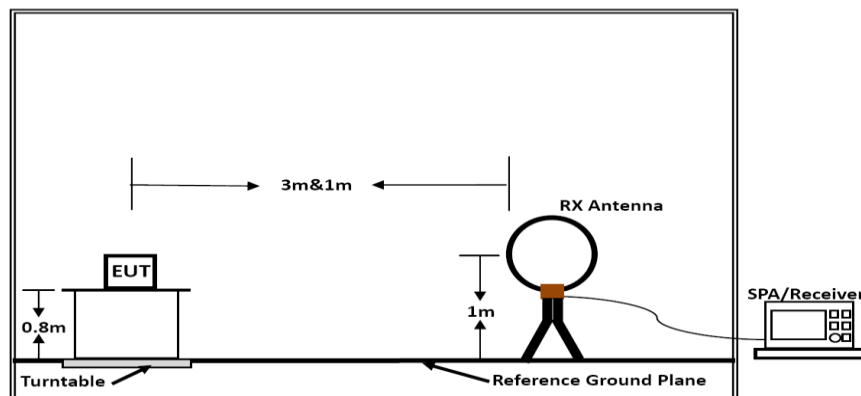 3m&1m
RX Antenna
EUT
SPA/Receiver
0.8m
1m
Turntable
Reference Ground Plane